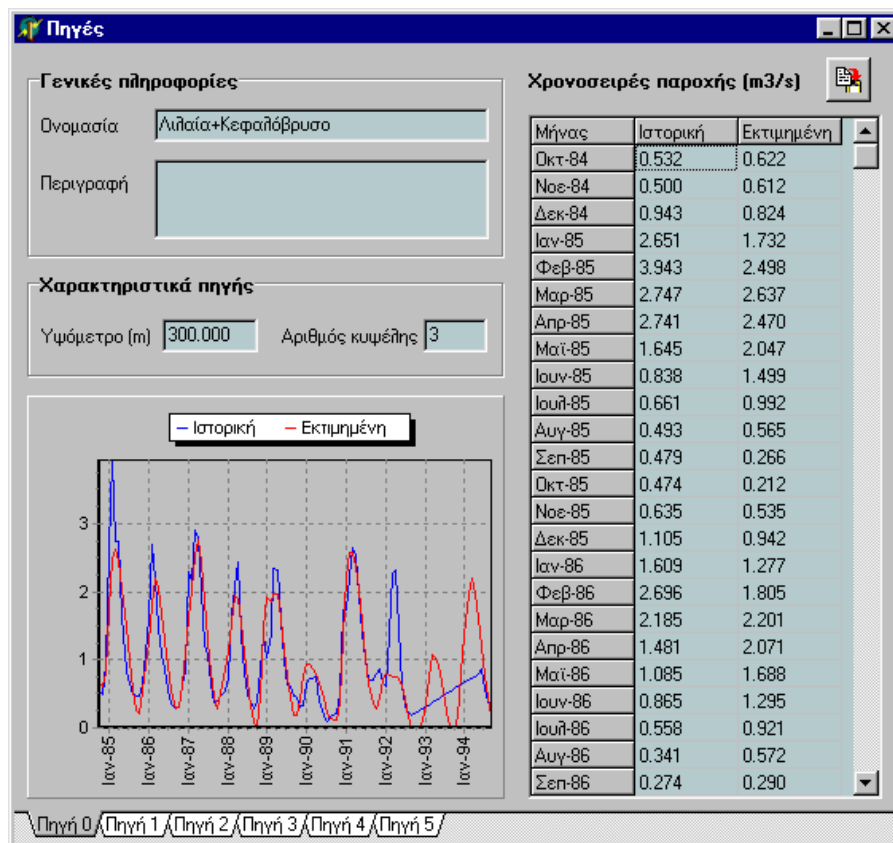 Πηγές
Γενικές πληροφορίες
Ονομασία Λιλαία+Κεφαλόβρυσο
Περιγραφή
Χαρακτηριστικά πηγής
Υψόμετρο (m) 300.000 Αριθμός κυψέλης 3
Ιστορική Εκτιμημένη
3
2
1
0
Ιαν-85 Ιαν-86 Ιαν-87 Ιαν-88 Ιαν-89 Ιαν-90 Ιαν-91 Ιαν-92 Ιαν-93 Ιαν-94
Χρονοσειρές παροχής (m3/s)
Μήνας Ιστορική Εκτιμημένη
Οκτ-84 0.532 0.622
Νοε-84 0.500 0.612
Δεκ-84 0.943 0.824
Ιαν-85 2.651 1.732
Φεβ-85 3.943 2.498
Μαρ-85 2.747 2.637
Απρ-85 2.741 2.470
Μαϊ-85 1.645 2.047
Ιουν-85 0.838 1.499
Ιουλ-85 0.661 0.992
Αυγ-85 0.493 0.565
Σεπ-85 0.479 0.266
Οκτ-85 0.474 0.212
Νοε-85 0.635 0.535
Δεκ-85 1.105 0.942
Ιαν-86 1.609 1.277
Φεβ-86 2.696 1.805
Μαρ-86 2.185 2.201
Απρ-86 1.481 2.071
Μαϊ-86 1.085 1.688
Ιουν-86 0.865 1.295
Ιουλ-86 0.558 0.921
Αυγ-86 0.341 0.572
Σεπ-86 0.274 0.290
Πηγή 0 Πηγή 1 Πηγή 2 Πηγή 3 Πηγή 4 Πηγή 5